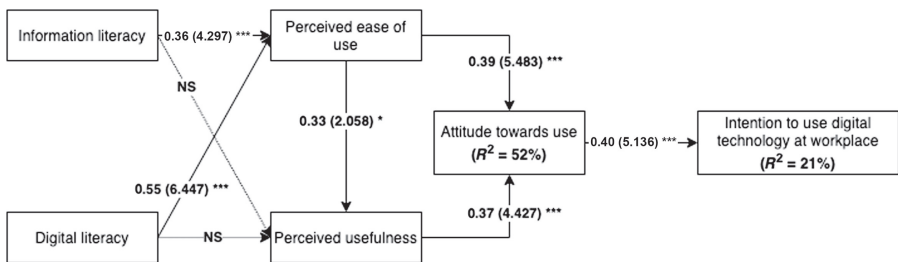 Information literacy
0.36 (4.297) ***
Perceived ease of
use
0.39 (5.483) ***
NS
0.33 (2.058) *
Attitude towards use
(R² = 52%)
0.40 (5.136) ***
Intention to use digital
technology at workplace
(R² = 21%)
0.55 (6.447) ***
0.37 (4.427) ***
Digital literacy
NS
Perceived usefulness